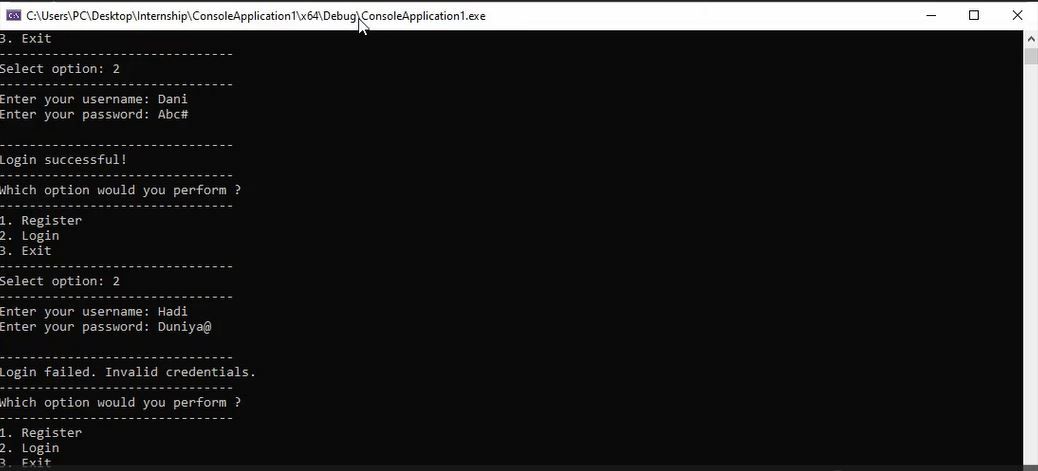 C:\Users\PC\Desktop\Internship\ConsoleApplication1\x64\Debug\ConsoleApplication1.exe
3. Exit
-------------------------------
Select option: 2
-------------------------------
Enter your username: Dani
Enter your password: Abc#
-------------------------------
Login successful!
-------------------------------
Which option would you perform ?
-------------------------------
1. Register
2. Login
3. Exit
-------------------------------
Select option: 2
-------------------------------
Enter your username: Hadi
Enter your password: Duniya@
-------------------------------
Login failed. Invalid credentials.
-------------------------------
Which option would you perform ?
-------------------------------
1. Register
2. Login
3. Exit